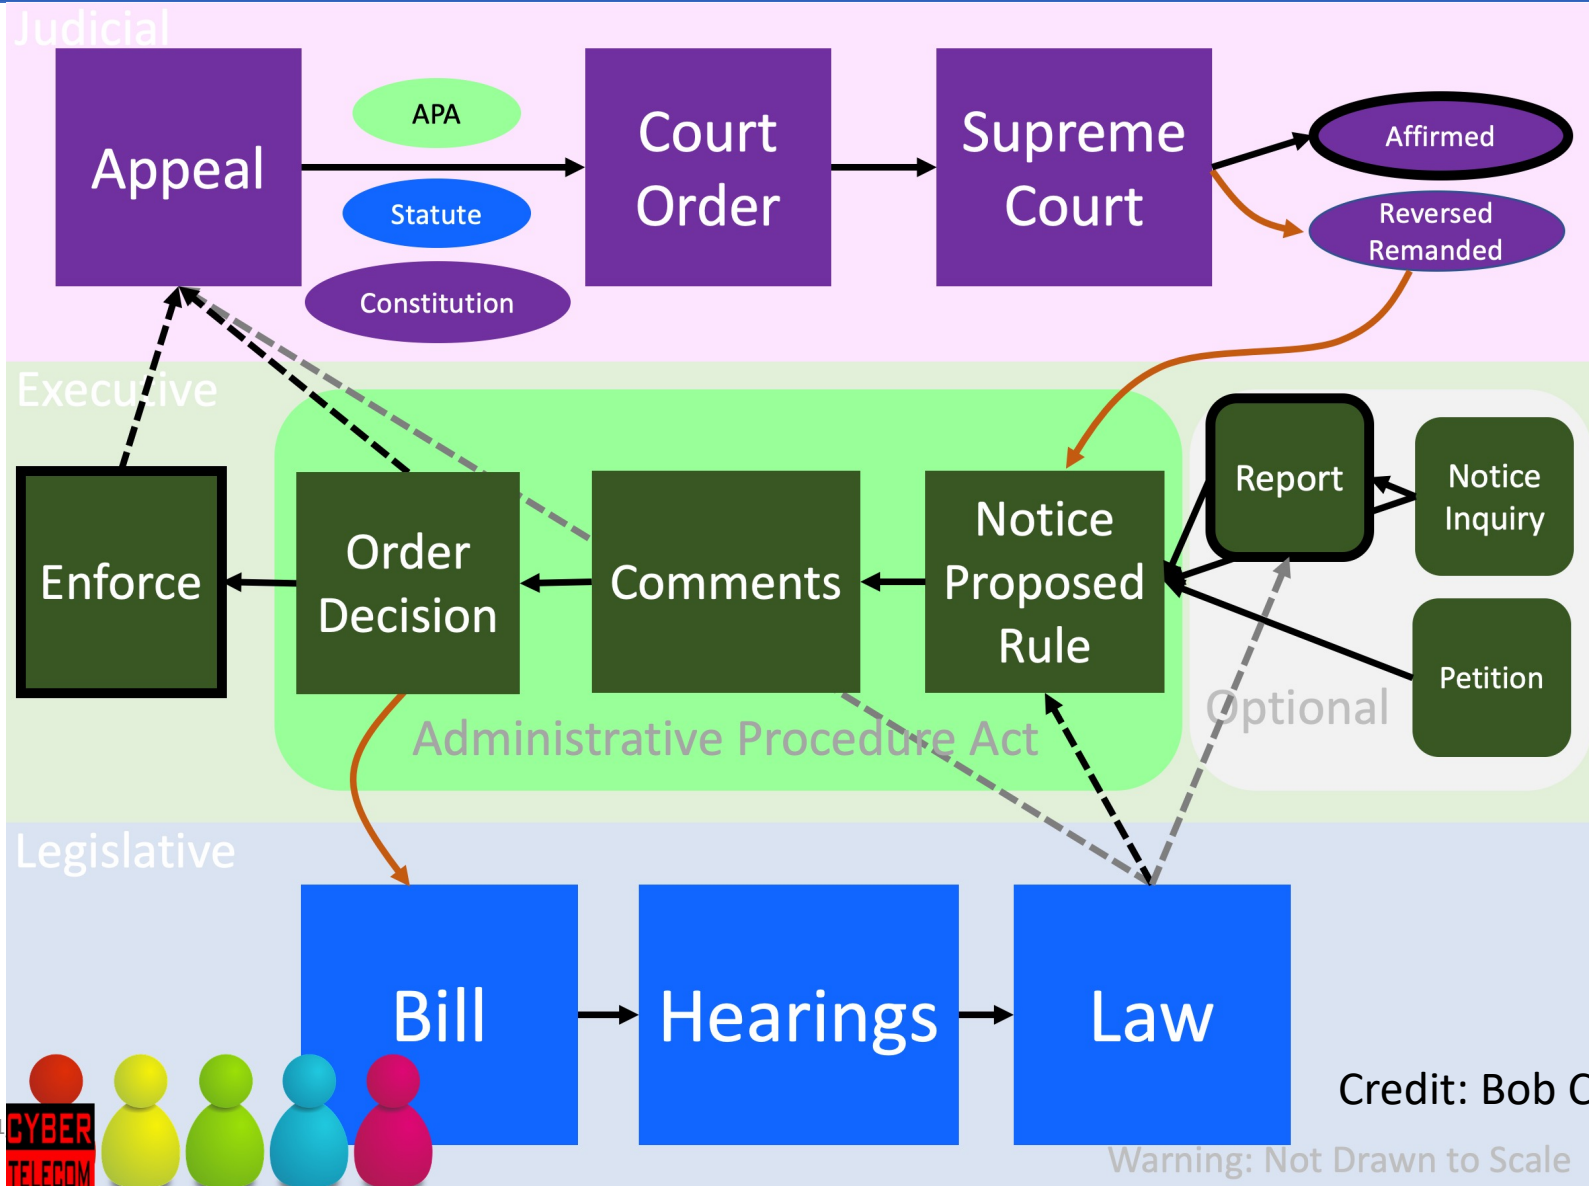 Judicial
Appeal
APA
Statute
Constitution
Court
Order
Supreme
Court
Affirmed
Reversed
Remanded
Executive
Enforce
Order
Decision
Comments
Notice
Proposed
Rule
Report
Notice
Inquiry
Petition
Optional
Administrative Procedure Act
Legislative
Bill
Hearings
Law
Credit: Bob
CYBER
TELECOM
Warning: Not Drawn to Scale